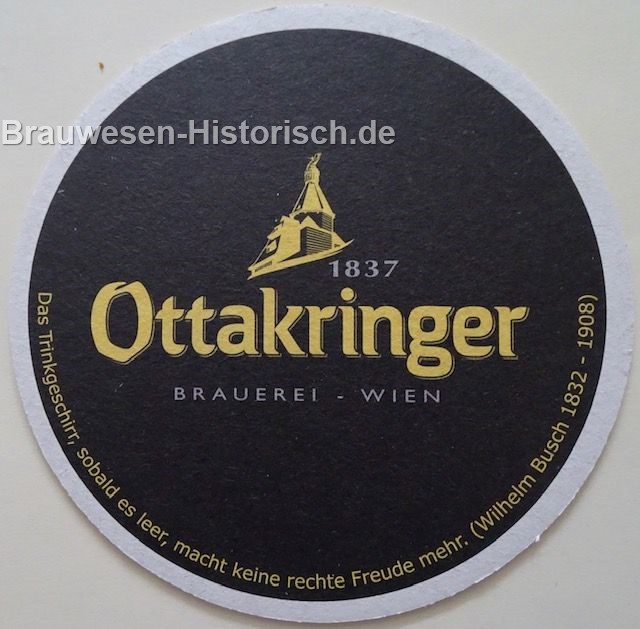 Brauwesen-Historisch.de
1837
Ottakringer
BRAUEREI - WIEN
Das Trinkgeschirr, sobald es leer, macht keine rechte Freude mehr. (Wilhelm Busch 1832 - 1908)